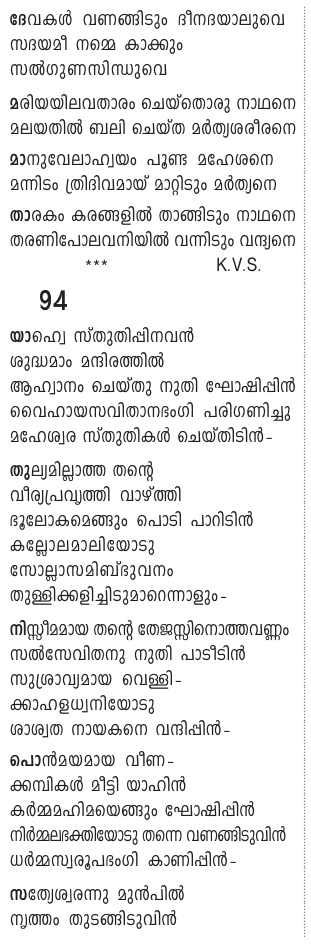 ദേവകൾ വണങ്ങിടും ദീനദയാലുവെ
സദയമീ നമ്മെ കാക്കും
സൽഗുണസിന്ധുവെ
മരിയയിലവതാരം ചെയ്തൊരു നാഥനെ
മലയതിൽ ബലി ചെയ്ത മർത്യശരീരനെ
മാനുവേലാഹ്വയം പൂണ്ട മഹേശനെ
മന്നിടം ത്രിദിവമായ് മാറ്റിടും മർത്യനെ
താരകം കരങ്ങളിൽ താങ്ങിടും നാഥനെ
തരണിപോലവനിയിൽ വന്നിടും വന്ദ്യനെ
*** K.V.S.
94
യാഹ്വെ സ്തുതിപ്പിനവൻ
ശുദ്ധമാം മന്ദിരത്തിൽ
ആഹ്വാനം ചെയ്തു നുതി ഘോഷിപ്പിൻ
വൈഹായസവിതാനഭംഗി പരിഗണിച്ചു
മഹേശ്വര സ്തുതികൾ ചെയ്തിടിൻ-
തുല്യമില്ലാത്ത തന്റെ
വീര്യപ്രവൃത്തി വാഴ്ത്തി
ഭൂലോകമെങ്ങും പൊടി പാറിടിൻ
കല്ലോലമാലിയോടു
സോല്ലാസമിബ്ഭുവനം
തുള്ളിക്കളിച്ചിടുമാറെന്നാളും-
നിസ്സീമമായ തന്റെ തേജസ്സിനൊത്തവണ്ണം
സൽസേവിതനു നുതി പാടീടിൻ
സുശ്രാവ്യമായ വെള്ളി-
ക്കാഹളധ്വനിയോടു
ശാശ്വത നായകനെ വന്ദിപ്പിൻ-
പൊൻമയമായ വീണ-
ക്കമ്പികൾ മീട്ടി യാഹിൻ
കർമ്മമഹിമയെങ്ങും ഘോഷിപ്പിൻ
നിർമ്മലഭക്തിയോടു തന്നെ വണങ്ങിടുവിൻ
ധർമ്മസ്വരൂപഭംഗി കാണിപ്പിൻ-
സത്യേശ്വരന്നു മുൻപിൽ
നൃത്തം തുടങ്ങിടുവിൻ